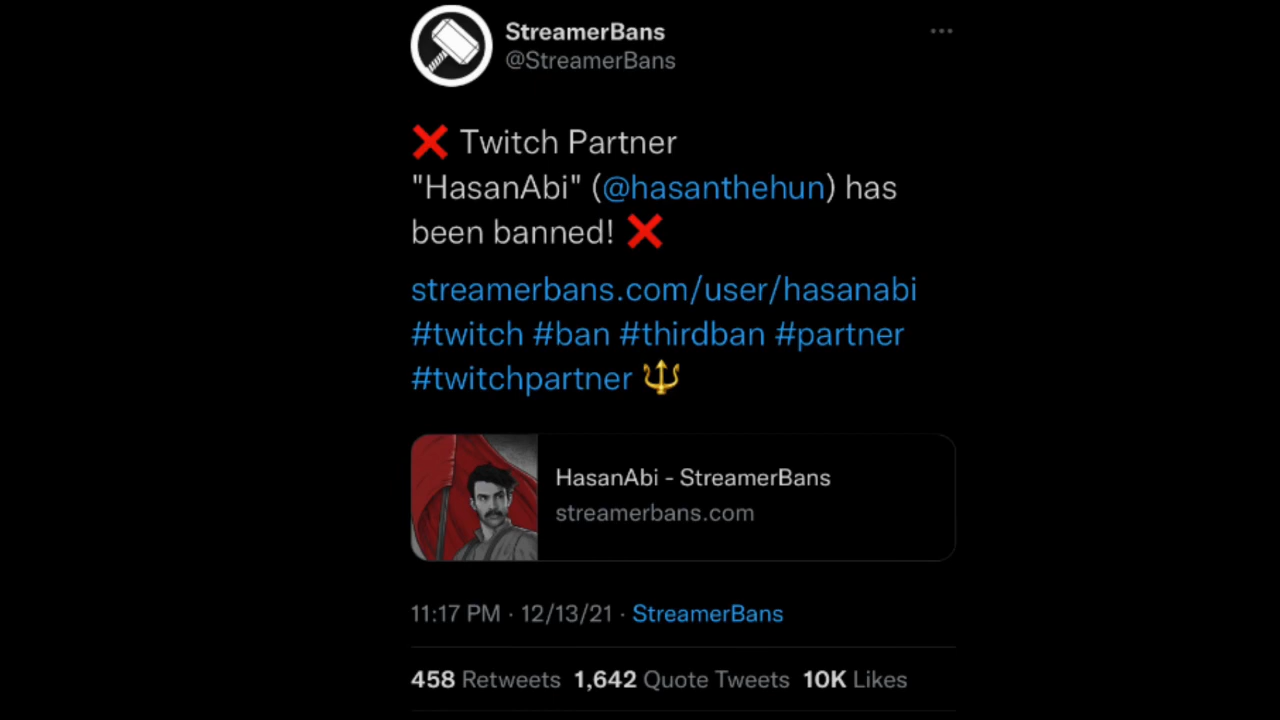 StreamerBans
@StreamerBans
❌ Twitch Partner
"HasanAbi" (@hasanthehun) has
been banned! ❌
streamerbans.com/user/hasanabi
#twitch #ban #thirdban #partner
#twitchpartner 🔱
HasanAbi - StreamerBans
streamerbans.com
11:17 PM · 12/13/21 · StreamerBans
458 Retweets 1,642 Quote Tweets 10K Likes